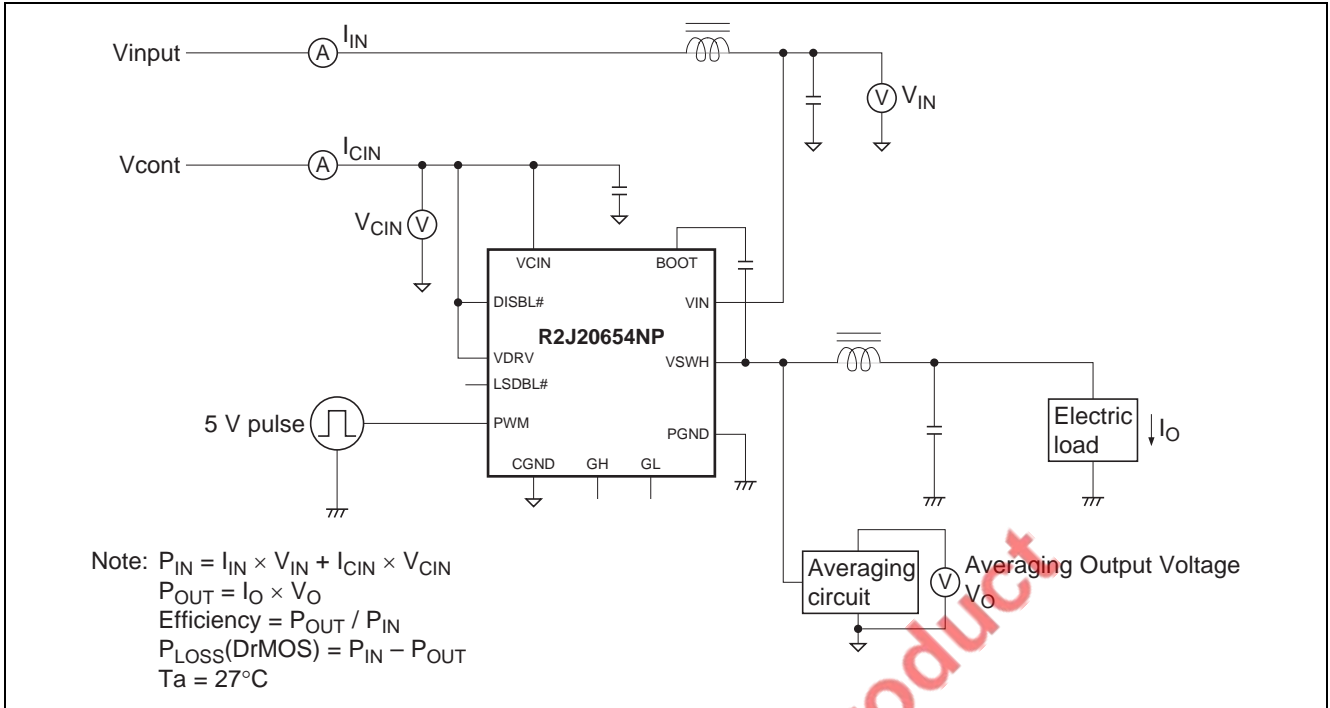 Vinput
A
I_IN
V
V_IN
Vcont
A
I_CIN
V_CIN
V
VCIN
BOOT
DISBL#
VIN
R2J20654NP
VDRV
VSWH
LSDBL#
5 V pulse
PWM
PGND
CGND
GH
GL
Electric
load
I_O
Averaging
circuit
V
Averaging Output Voltage
V_O
Note: P_IN = I_IN × V_IN + I_CIN × V_CIN
P_OUT = I_O × V_O
Efficiency = P_OUT / P_IN
P_LOSS(DrMOS) = P_IN – P_OUT
Ta = 27°C